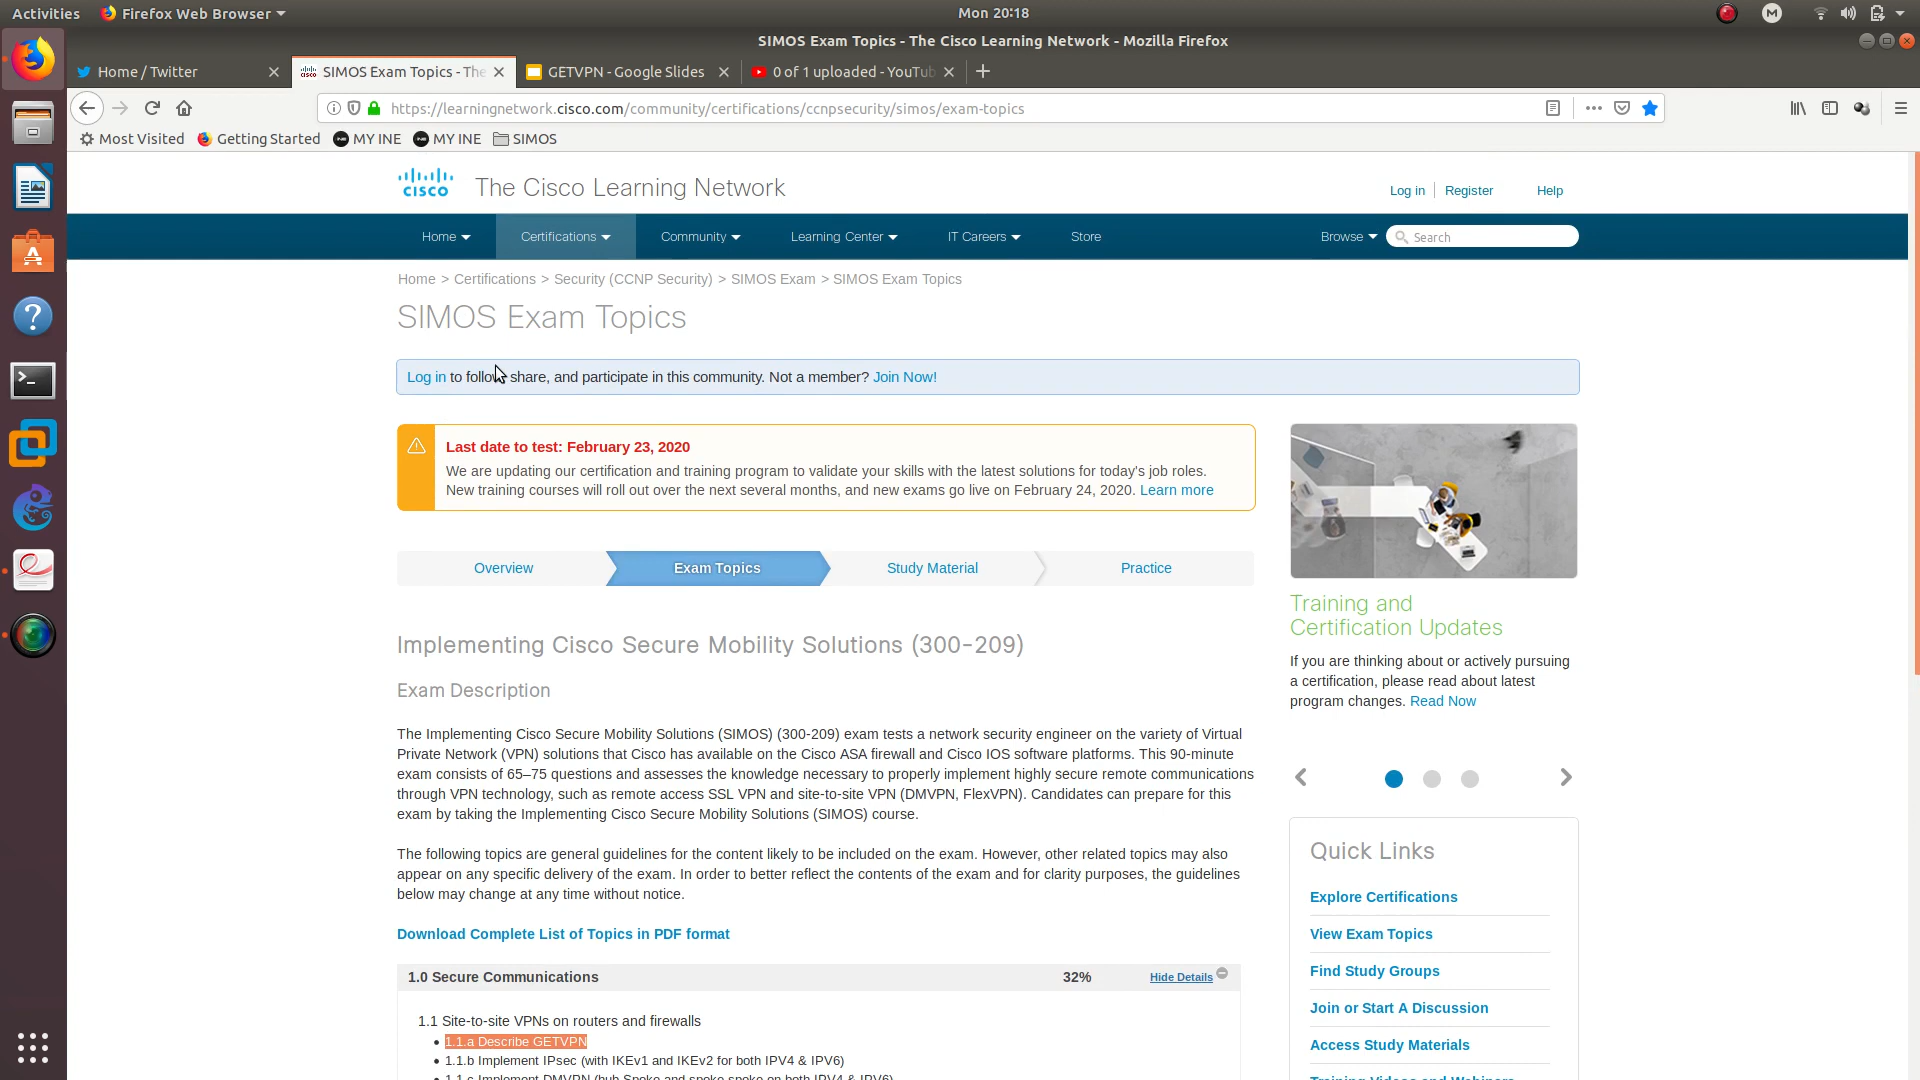 Activities
Firefox Web Browser
Mon 20:18
SIMOS Exam Topics - The Cisco Learning Network - Mozilla Firefox
Home / Twitter
SIMOS Exam Topics - The
GETVPN - Google Slides
0 of 1 uploaded - YouTub
https://learningnetwork.cisco.com/community/certifications/ccnpsecurity/simos/exam-topics
Most Visited
Getting Started
MY INE
MY INE
SIMOS
CISCO
The Cisco Learning Network
Log in
Register
Help
Home
Certifications
Community
Learning Center
IT Careers
Store
Browse
Search
Home > Certifications > Security (CCNP Security) > SIMOS Exam > SIMOS Exam Topics
SIMOS Exam Topics
Log in to follow, share, and participate in this community. Not a member? Join Now!
Last date to test: February 23, 2020
We are updating our certification and training program to validate your skills with the latest solutions for today's job roles.
New training courses will roll out over the next several months, and new exams go live on February 24, 2020. Learn more
Overview
Exam Topics
Study Material
Practice
Implementing Cisco Secure Mobility Solutions (300-209)
Exam Description
The Implementing Cisco Secure Mobility Solutions (SIMOS) (300-209) exam tests a network security engineer on the variety of Virtual
Private Network (VPN) solutions that Cisco has available on the Cisco ASA firewall and Cisco IOS software platforms. This 90-minute
exam consists of 65–75 questions and assesses the knowledge necessary to properly implement highly secure remote communications
through VPN technology, such as remote access SSL VPN and site-to-site VPN (DMVPN, FlexVPN). Candidates can prepare for this
exam by taking the Implementing Cisco Secure Mobility Solutions (SIMOS) course.
The following topics are general guidelines for the content likely to be included on the exam. However, other related topics may also
appear on any specific delivery of the exam. In order to better reflect the contents of the exam and for clarity purposes, the guidelines
below may change at any time without notice.
Download Complete List of Topics in PDF format
1.0 Secure Communications
32%
Hide Details
1.1 Site-to-site VPNs on routers and firewalls
• 1.1.a Describe GETVPN
• 1.1.b Implement IPsec (with IKEv1 and IKEv2 for both IPV4 & IPV6)
• 1.1.c Implement DMVPN (hub-Spoke and spoke-spoke on both IPV4 & IPV6)
Training and
Certification Updates
If you are thinking about or actively pursuing
a certification, please read about latest
program changes. Read Now
Quick Links
Explore Certifications
View Exam Topics
Find Study Groups
Join or Start A Discussion
Access Study Materials
Training Videos and Webinars